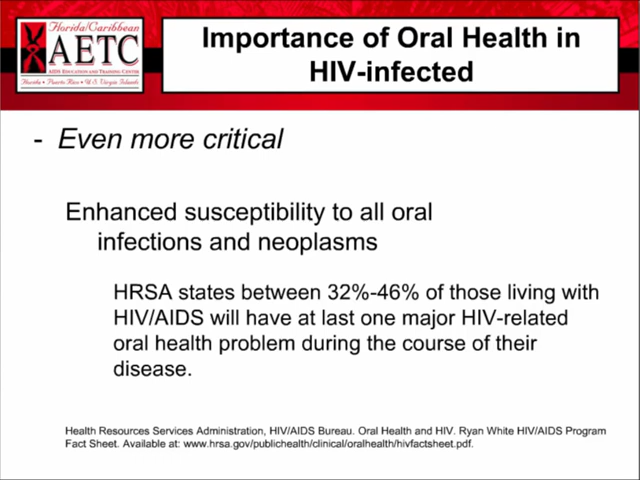 Florida/Caribbean
AETC
AIDS EDUCATION AND TRAINING CENTER
Florida • Puerto Rico • U.S. Virgin Islands
Importance of Oral Health in
HIV-infected
- Even more critical
Enhanced susceptibility to all oral
infections and neoplasms
HRSA states between 32%-46% of those living with
HIV/AIDS will have at last one major HIV-related
oral health problem during the course of their
disease.
Health Resources Services Administration, HIV/AIDS Bureau. Oral Health and HIV. Ryan White HIV/AIDS Program
Fact Sheet. Available at: www.hrsa.gov/publichealth/clinical/oralhealth/hivfactsheet.pdf.